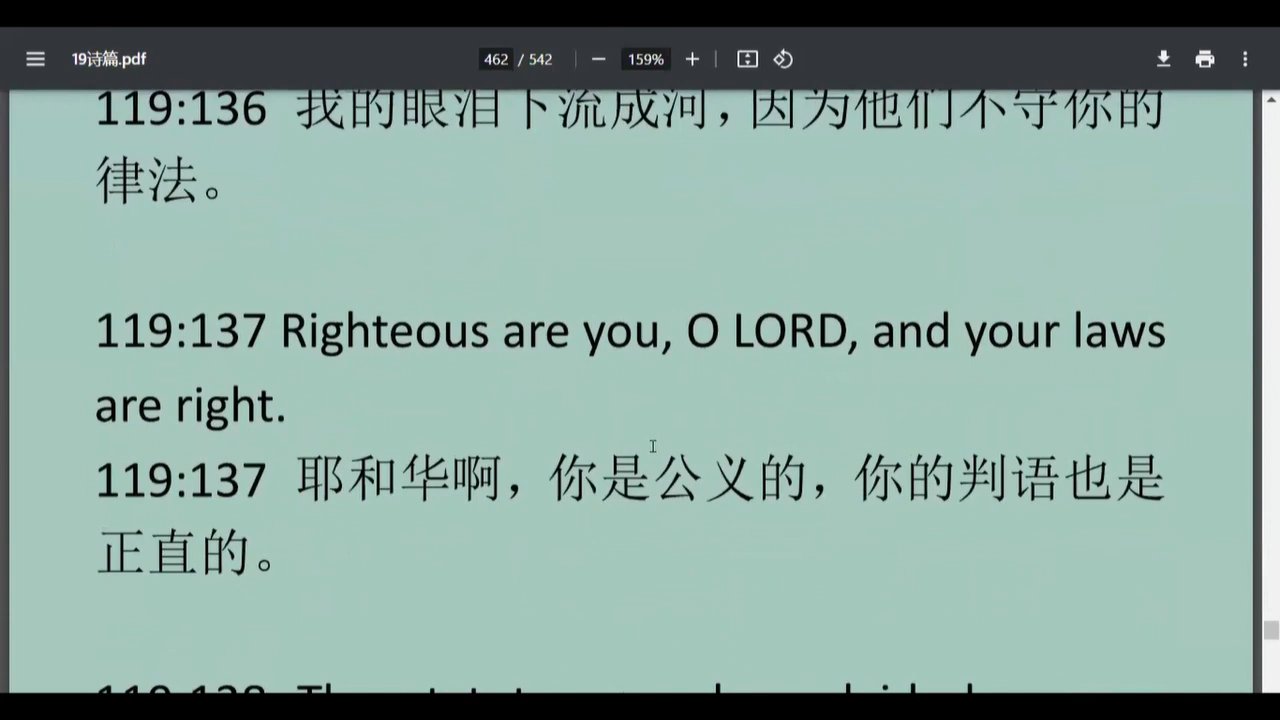 19诗篇.pdf
462 / 542
159%
119:136 我的眼泪下流成河，因为他们不守你的
律法。
119:137 Righteous are you, O LORD, and your laws
are right.
119:137 耶和华啊，你是公义的，你的判语也是
正直的。